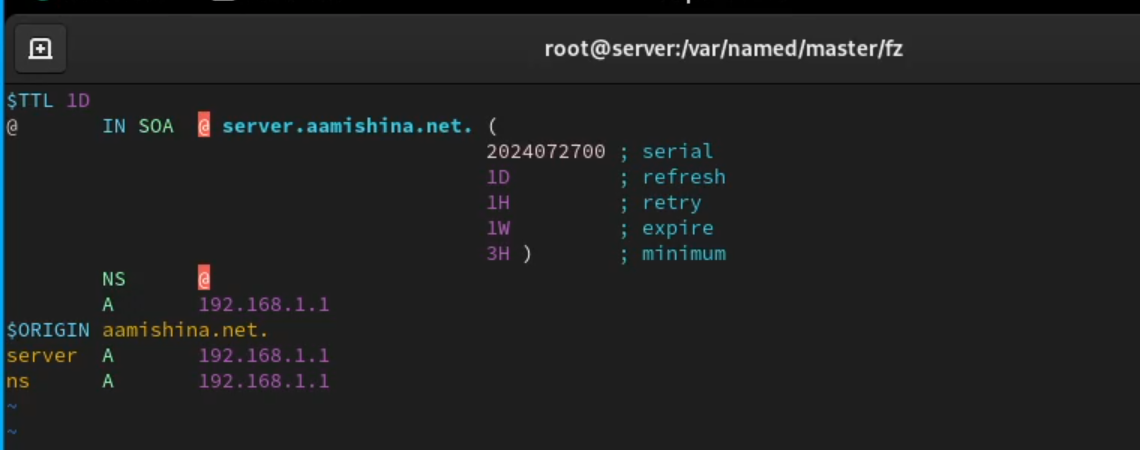 root@server:/var/named/master/fz
$TTL 1D
@ IN SOA @ server.aamishina.net. (
2024072700 ; serial
1D ; refresh
1H ; retry
1W ; expire
3H ) ; minimum
NS @
A 192.168.1.1
$ORIGIN aamishina.net.
server A 192.168.1.1
ns A 192.168.1.1
~
~